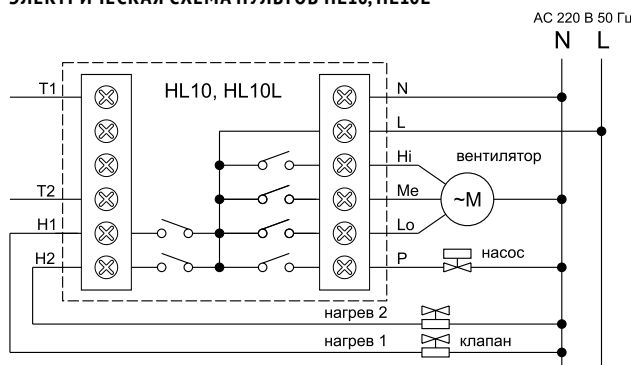 ЭЛЕКТРИЧЕСКАЯ СХЕМА ПУЛЬТОВ HL10, HL10L
AC 220 В 50 Гц
N L
T1
HL10, HL10L
N
L
Hi
вентилятор
T2
Me
~M
H1
Lo
H2
P
насос
нагрев 2
нагрев 1
клапан